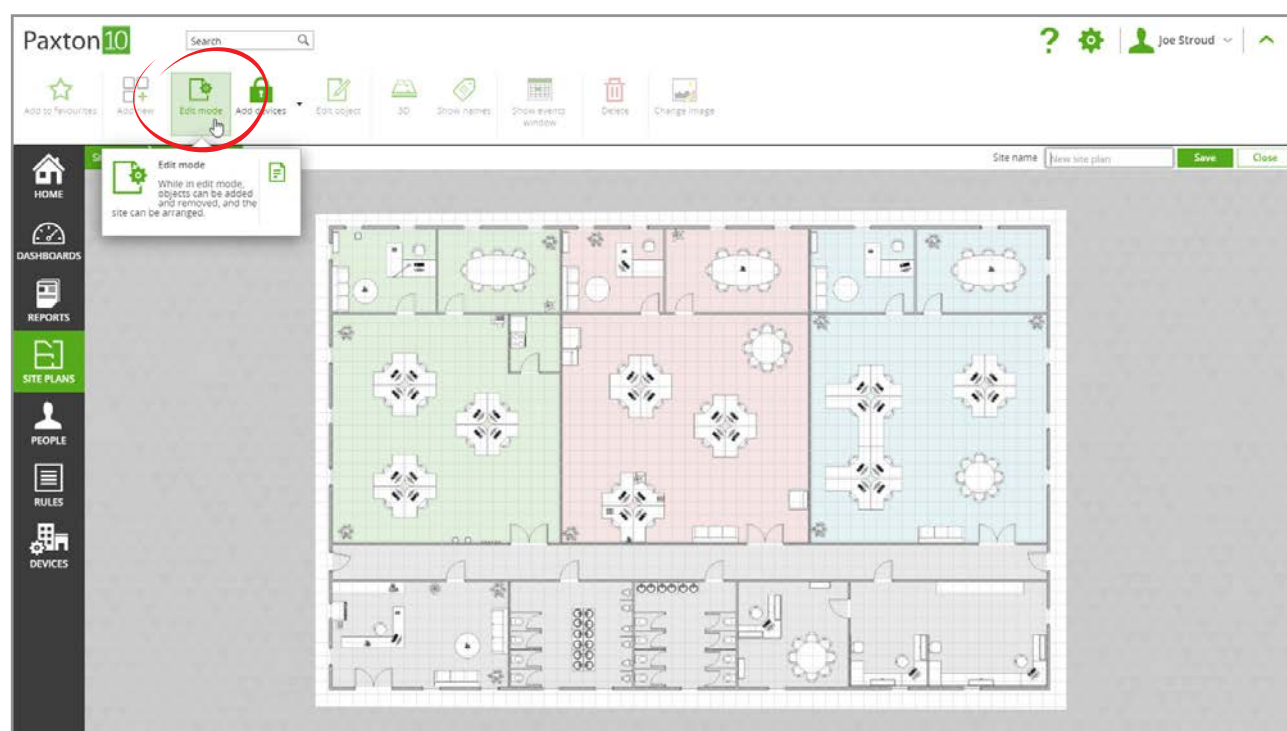 Paxton10
Search
Joe Stroud
Add to favourites
Add view
Edit mode
Add devices
Edit object
3D
Show names
Show events
window
Delete
Change image
Site name
New site plan
Save
Close
Edit mode
While in edit mode,
objects can be added
and removed, and the
site can be arranged.
HOME
DASHBOARDS
REPORTS
SITE PLANS
PEOPLE
RULES
DEVICES